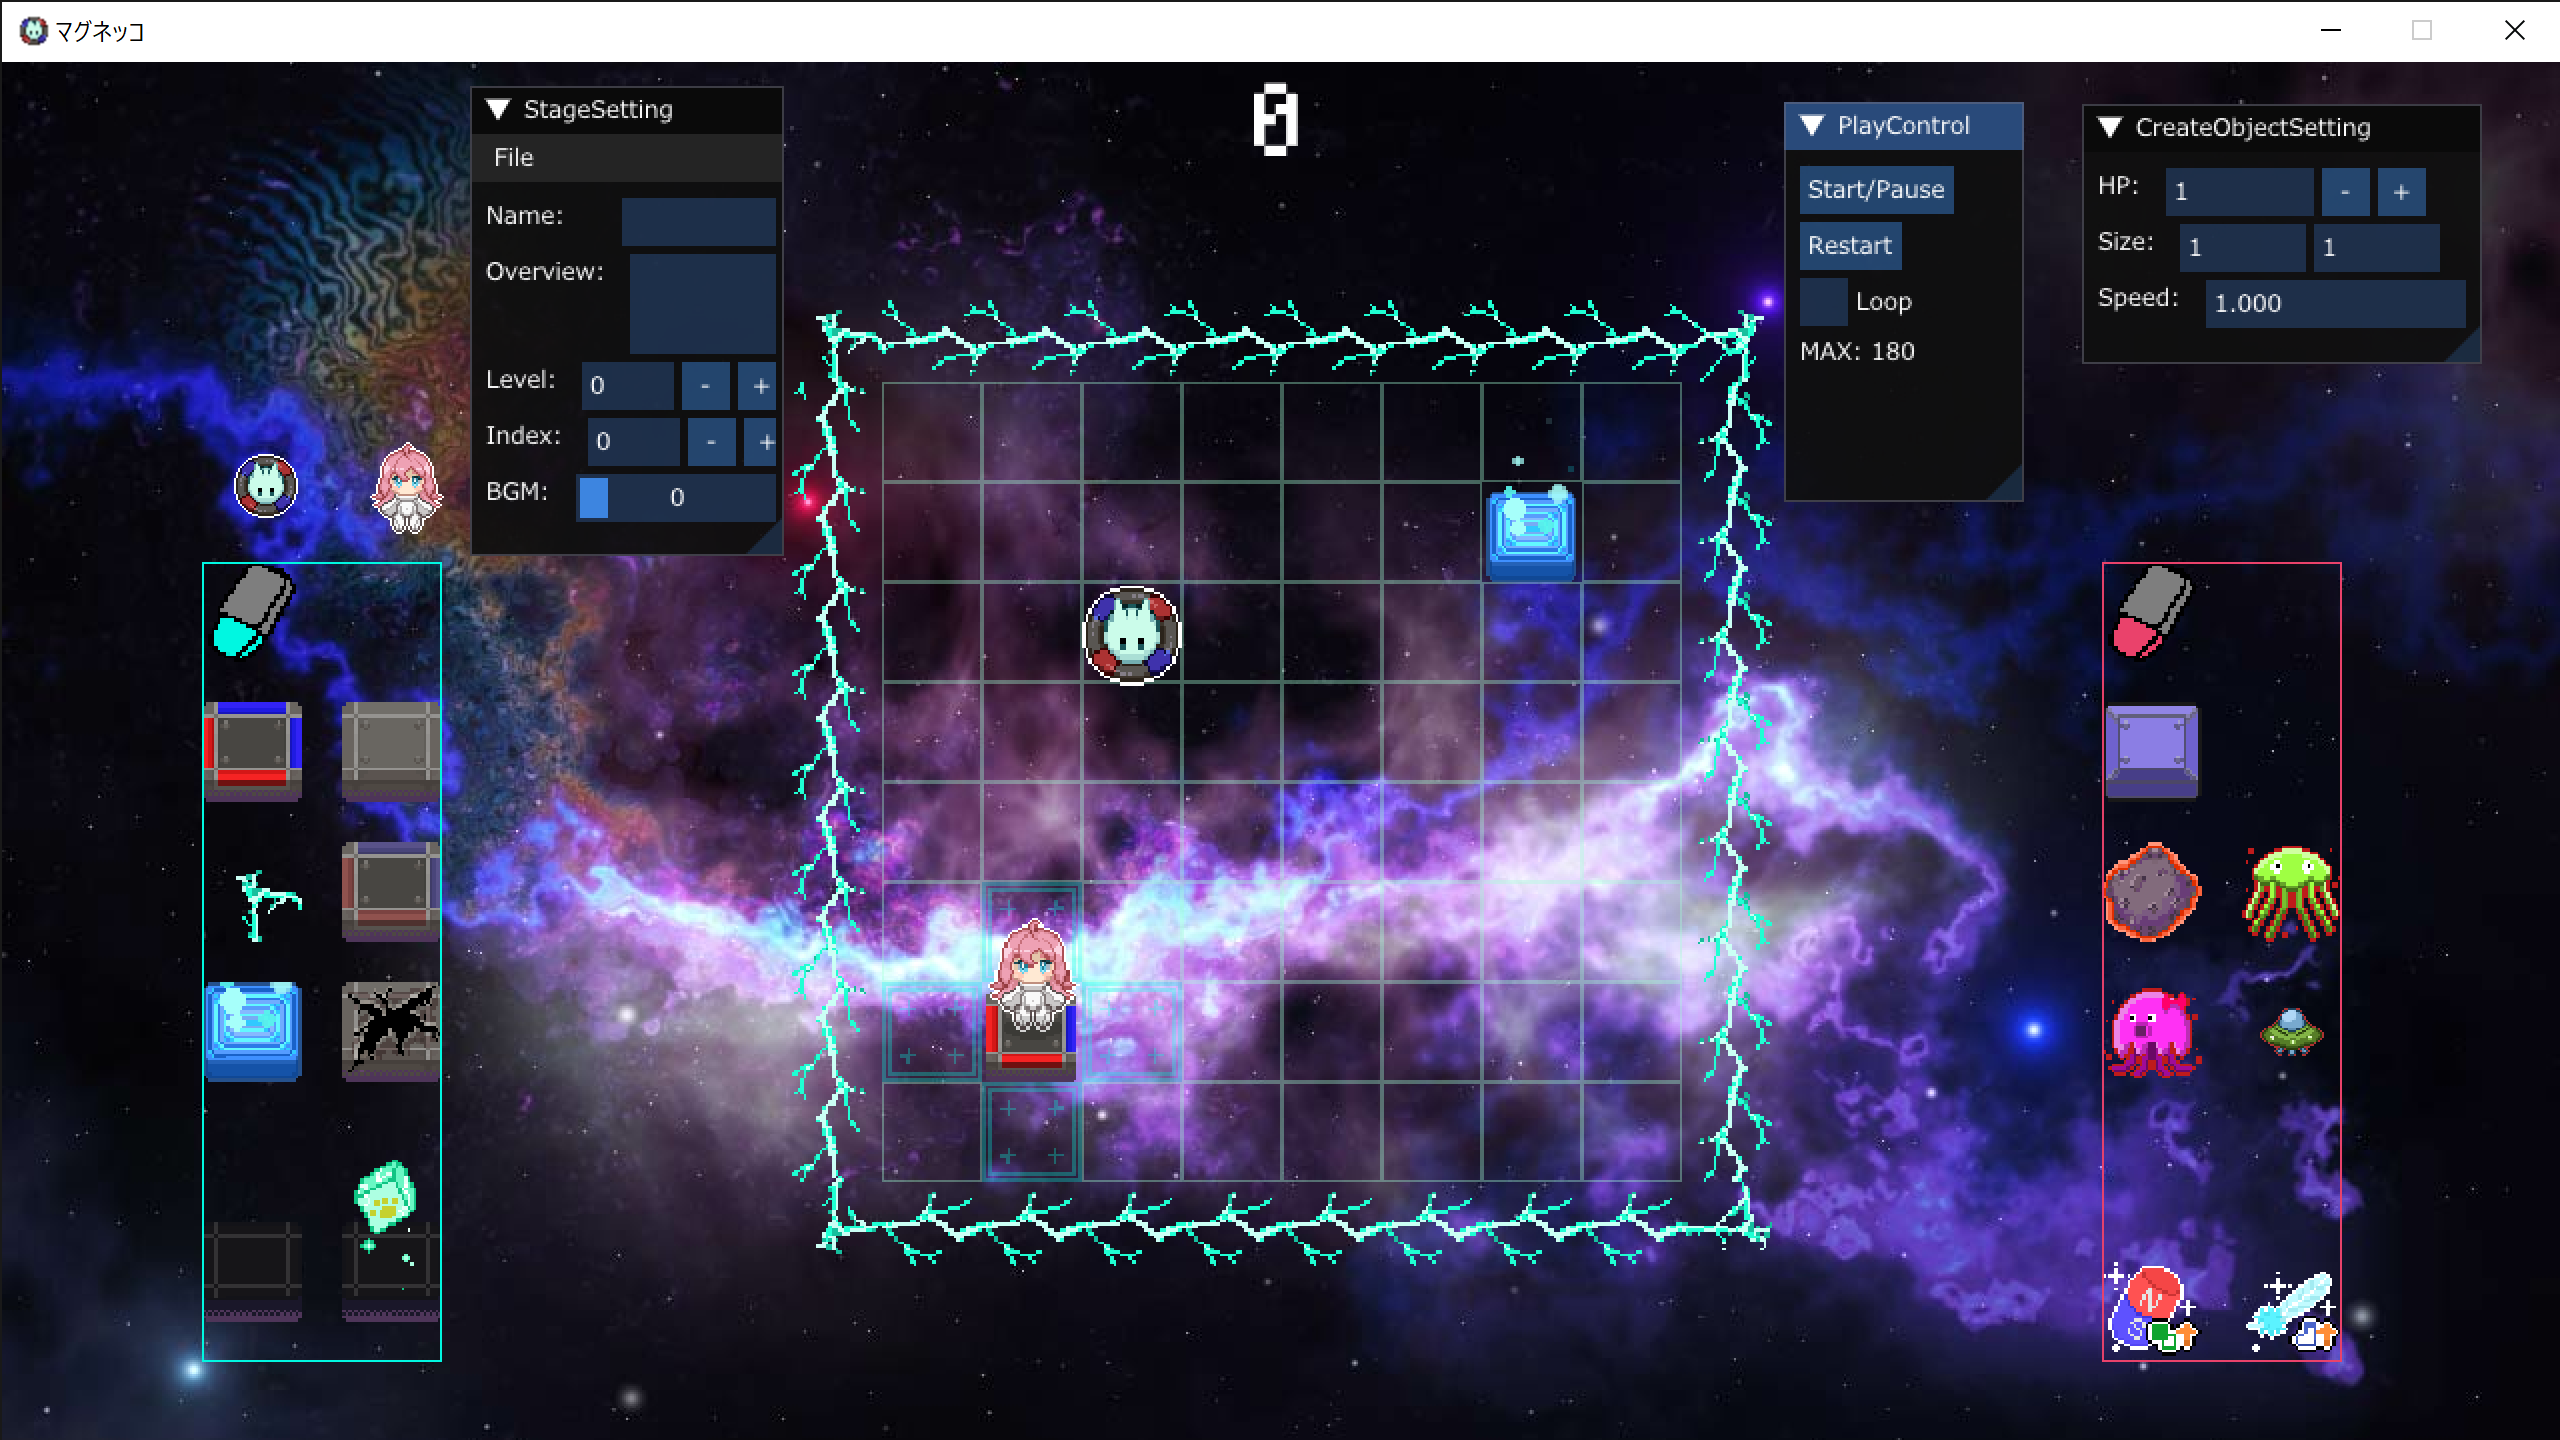 マグネッコ
StageSetting
File
Name:
Overview:
Level: 0 - +
Index: 0 - +
BGM: 0
0
PlayControl
Start/Pause
Restart
Loop
MAX: 180
CreateObjectSetting
HP: 1 - +
Size: 1 1
Speed: 1.000
N
S